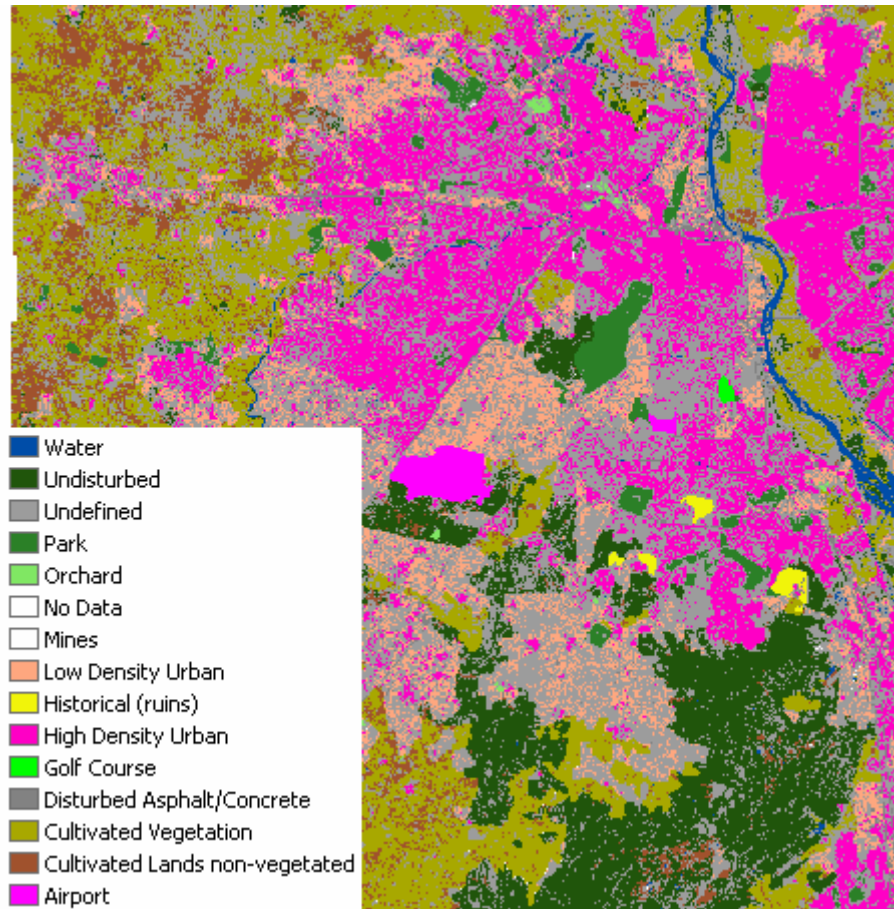 Water
Undisturbed
Undefined
Park
Orchard
No Data
Mines
Low Density Urban
Historical (ruins)
High Density Urban
Golf Course
Disturbed Asphalt/Concrete
Cultivated Vegetation
Cultivated Lands non-vegetated
Airport